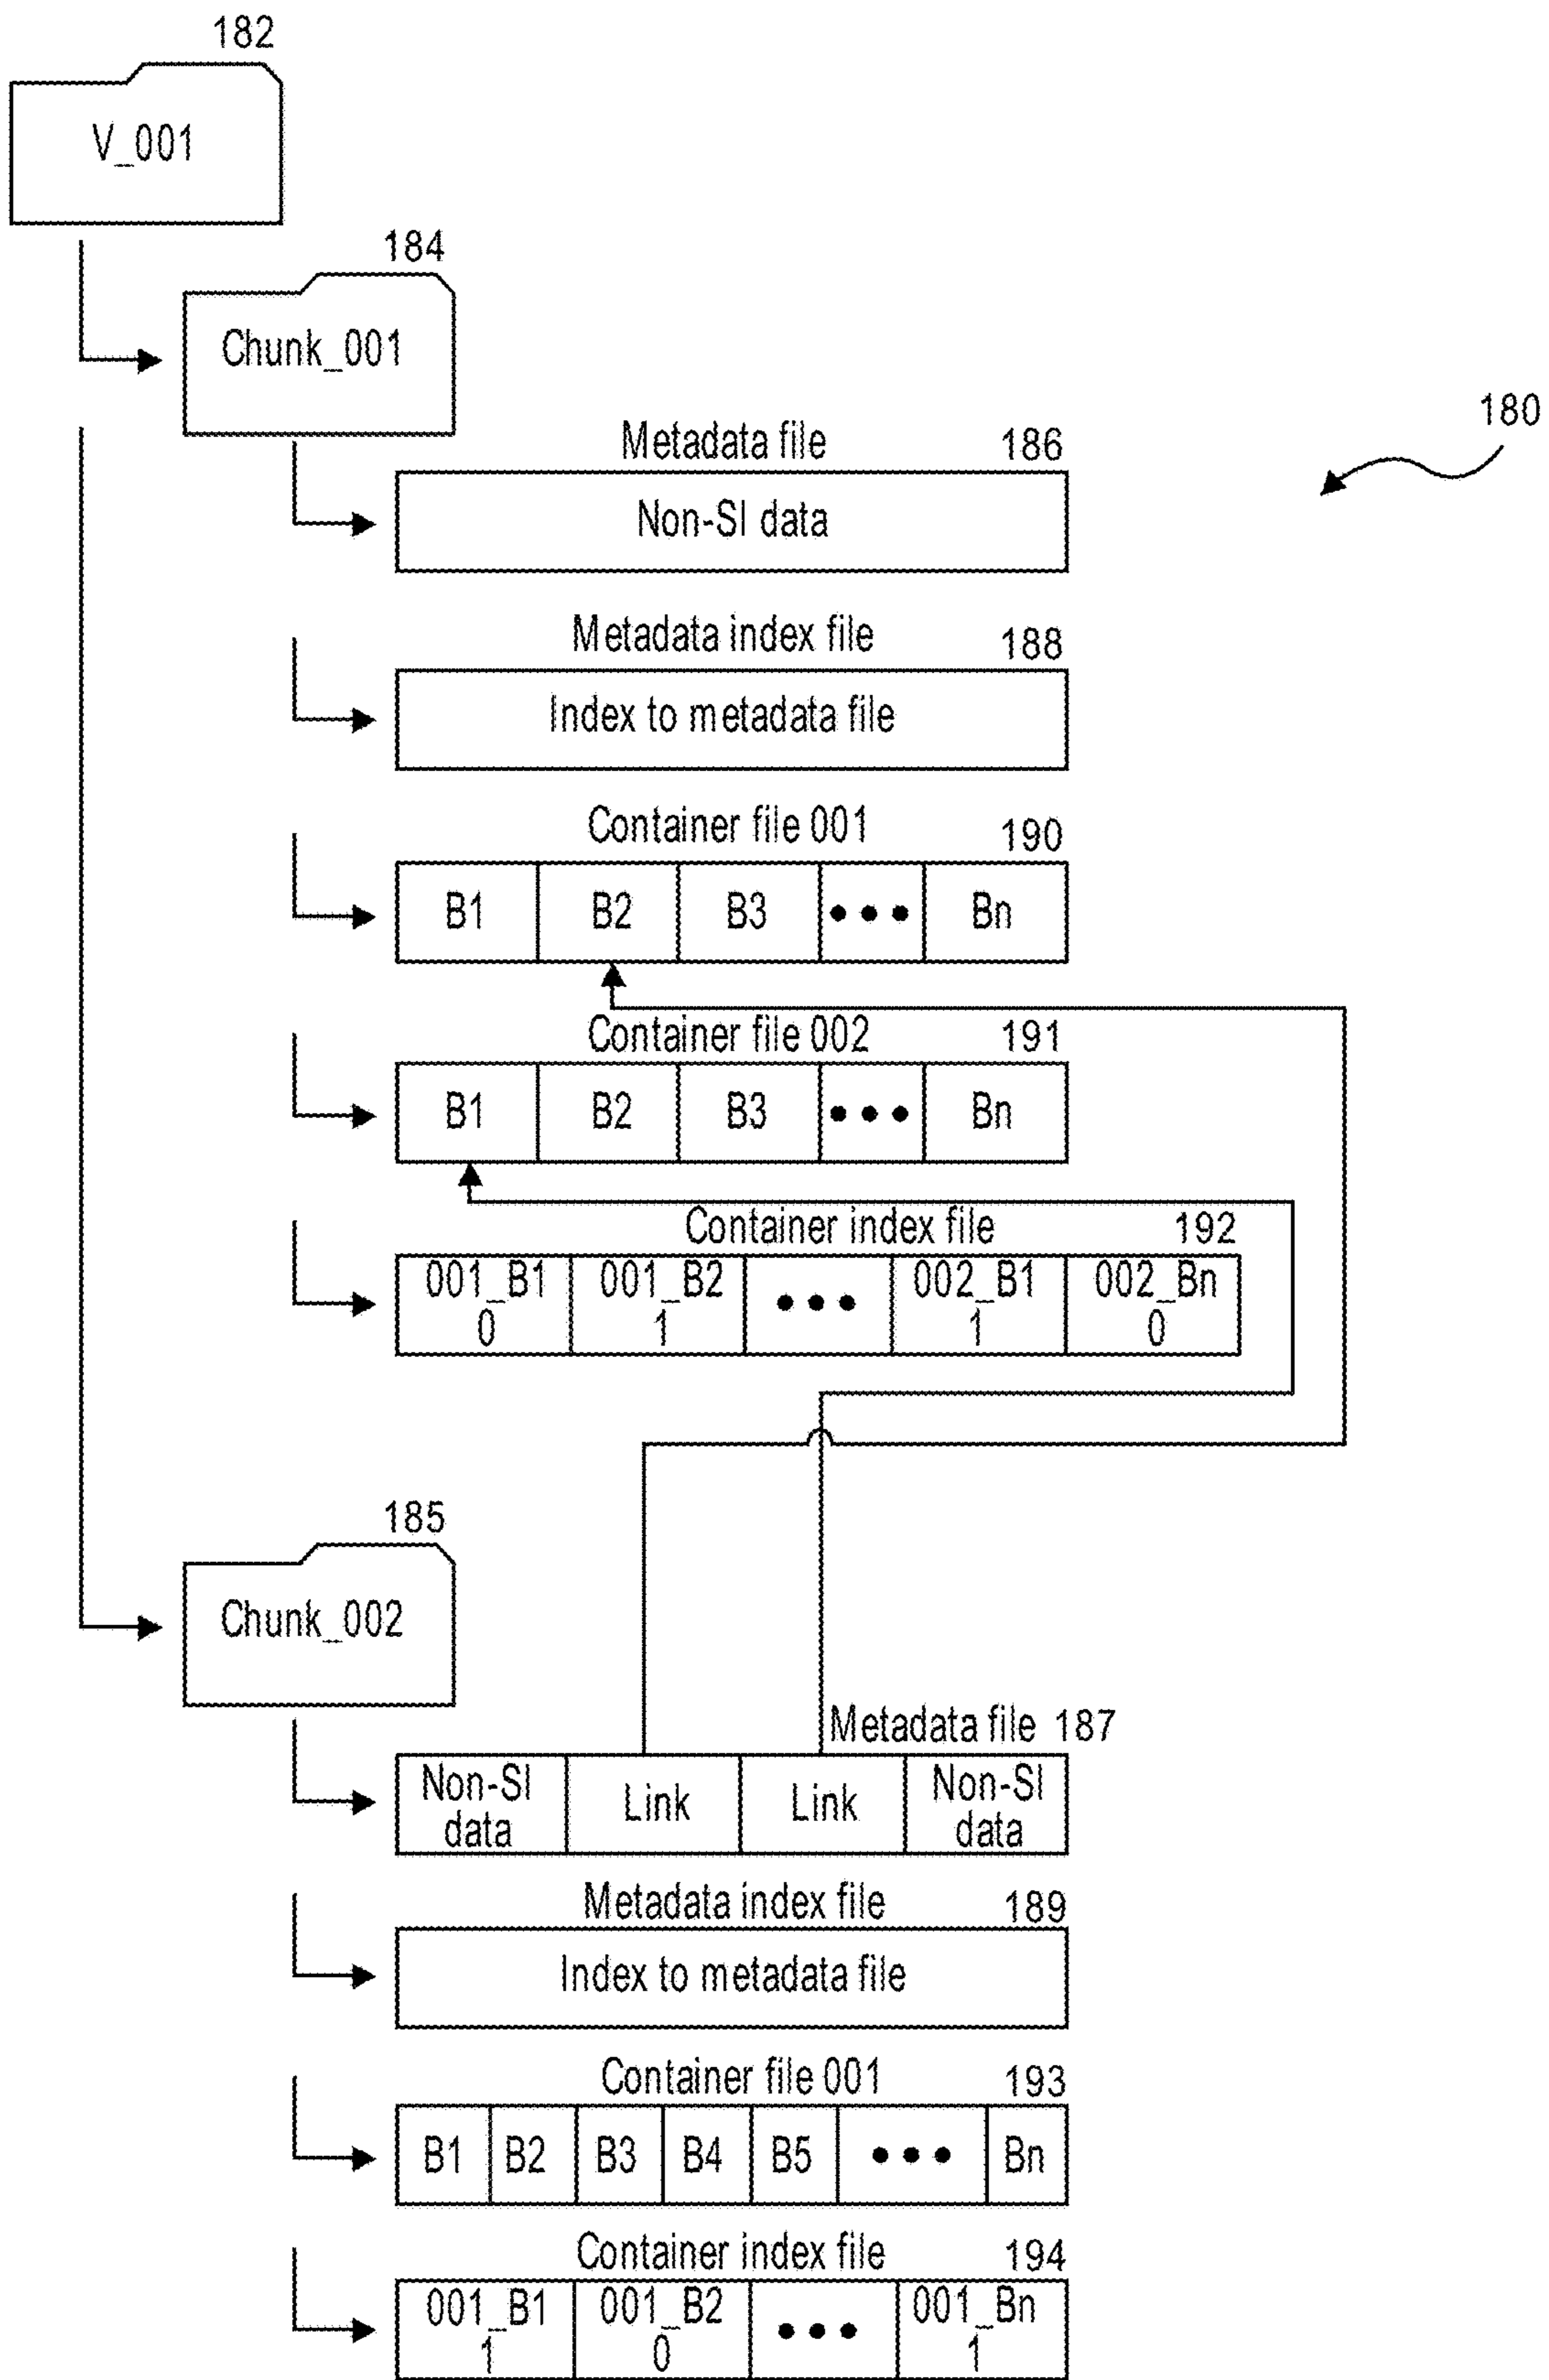 182
V_001
184
Chunk_001
180
Metadata file 186
Non-SI data
Metadata index file 188
Index to metadata file
Container file 001 190
B1 B2 B3 ••• Bn
Container file 002 191
B1 B2 B3 ••• Bn
Container index file 192
001_B1 001_B2 ••• 002_B1 002_Bn
0 1 1 0
185
Chunk_002
Metadata file 187
Non-SI Link Link Non-SI
data data
Metadata index file 189
Index to metadata file
Container file 001 193
B1 B2 B3 B4 B5 ••• Bn
Container index file 194
001_B1 001_B2 ••• 001_Bn
1 0 1